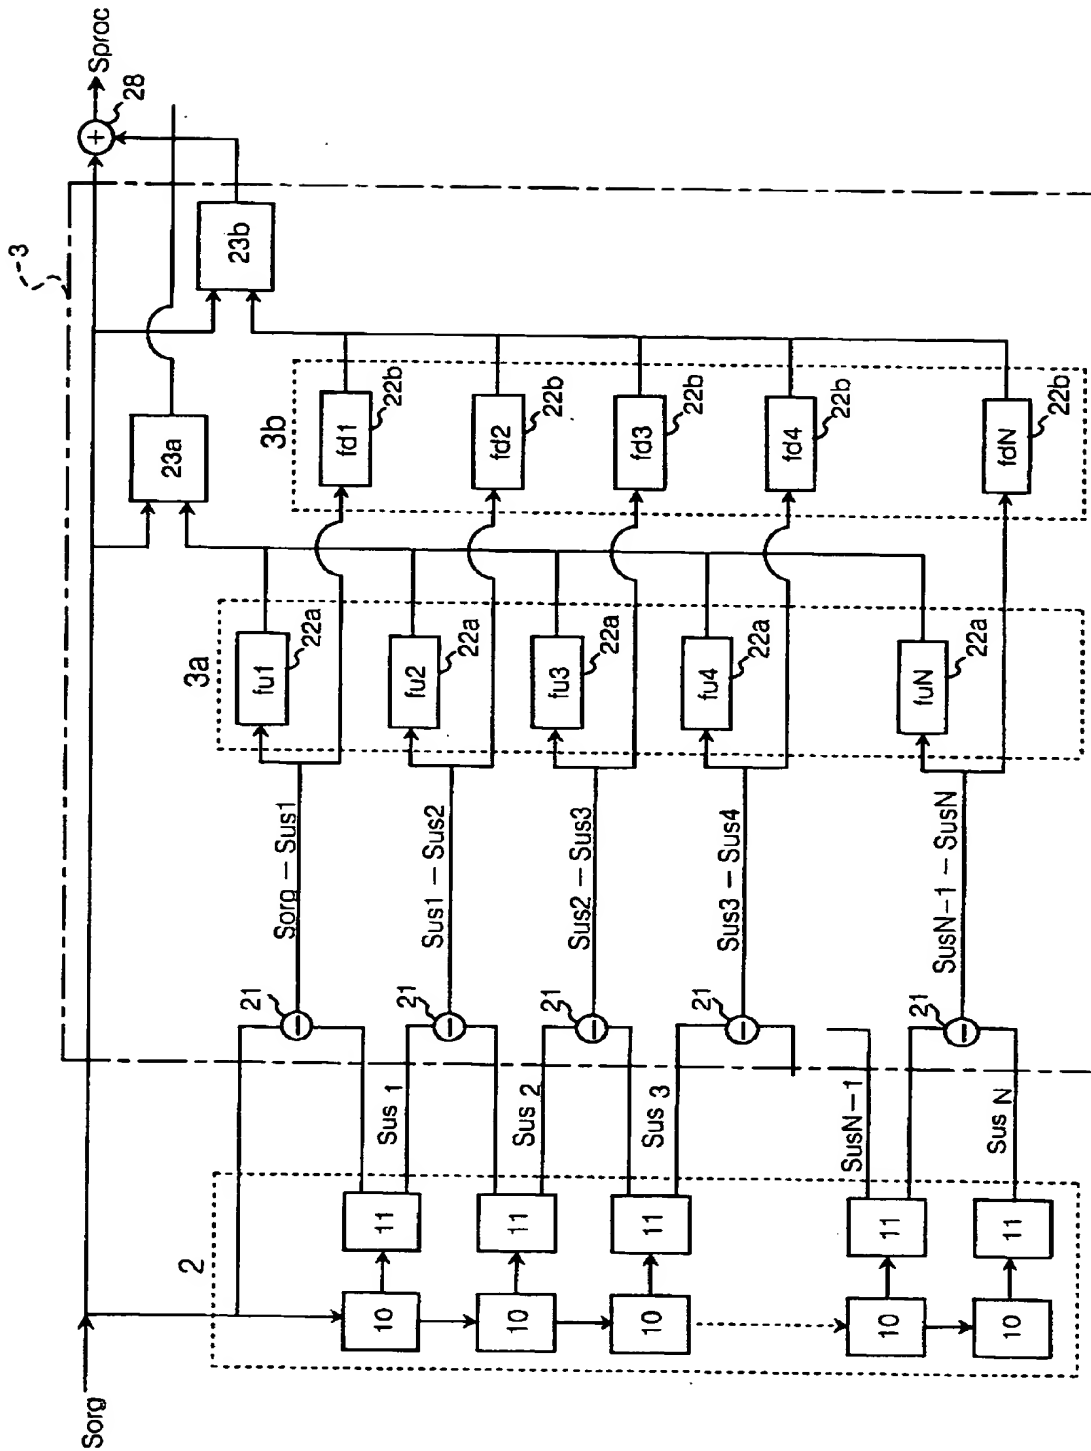 Sorg
Sproc
28
3
23b
23a
3b
fd1
22b
fd2
22b
fd3
22b
fd4
22b
fdN
22b
3a
fu1
22a
fu2
22a
fu3
22a
fu4
22a
fuN
22a
Sorg – Sus1
Sus1 – Sus2
Sus2 – Sus3
Sus3 – Sus4
SusN–1 – SusN
21
21
21
21
21
Sus 1
Sus 2
Sus 3
SusN–1
Sus N
2
11
11
11
11
11
10
10
10
10
10